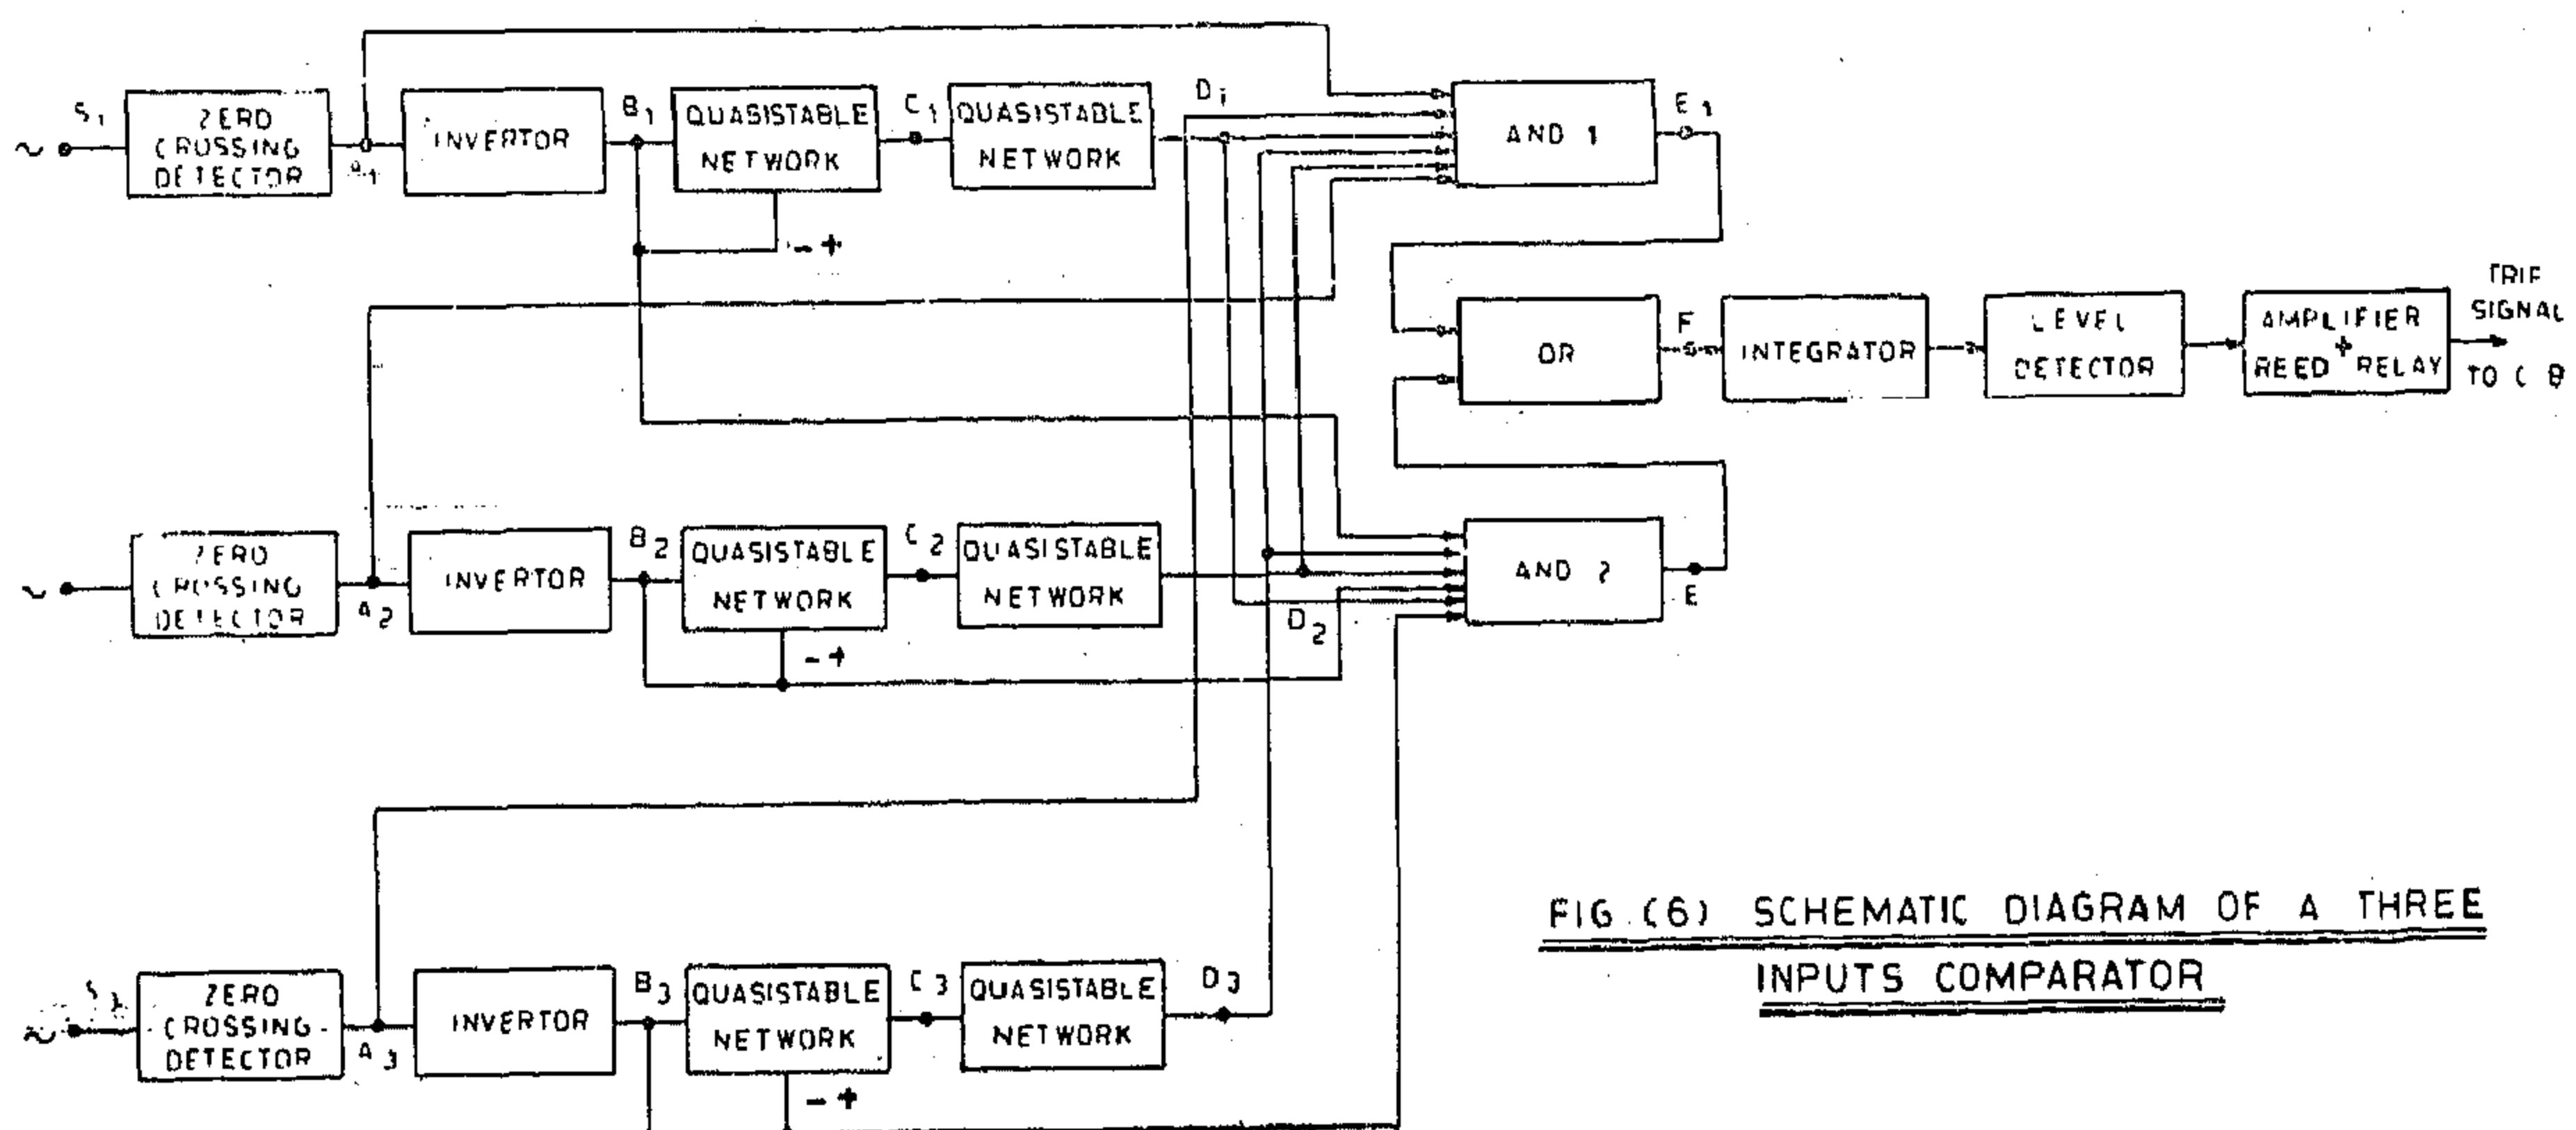 S1
ZERO
CROSSING
DETECTOR
A1
INVERTOR
B1
QUASISTABLE
NETWORK
- +
C1
QUASISTABLE
NETWORK
D1
AND 1
E1
OR
F
INTEGRATOR
LEVEL
DETECTOR
AMPLIFIER
+
REED RELAY
TRIP
SIGNAL
TO C B
ZERO
CROSSING
DETECTOR
A2
INVERTOR
B2
QUASISTABLE
NETWORK
- +
C2
QUASISTABLE
NETWORK
D2
AND 2
E
S3
ZERO
CROSSING
DETECTOR
A3
INVERTOR
B3
QUASISTABLE
NETWORK
- +
C3
QUASISTABLE
NETWORK
D3
FIG. (6) SCHEMATIC DIAGRAM OF A THREE
INPUTS COMPARATOR